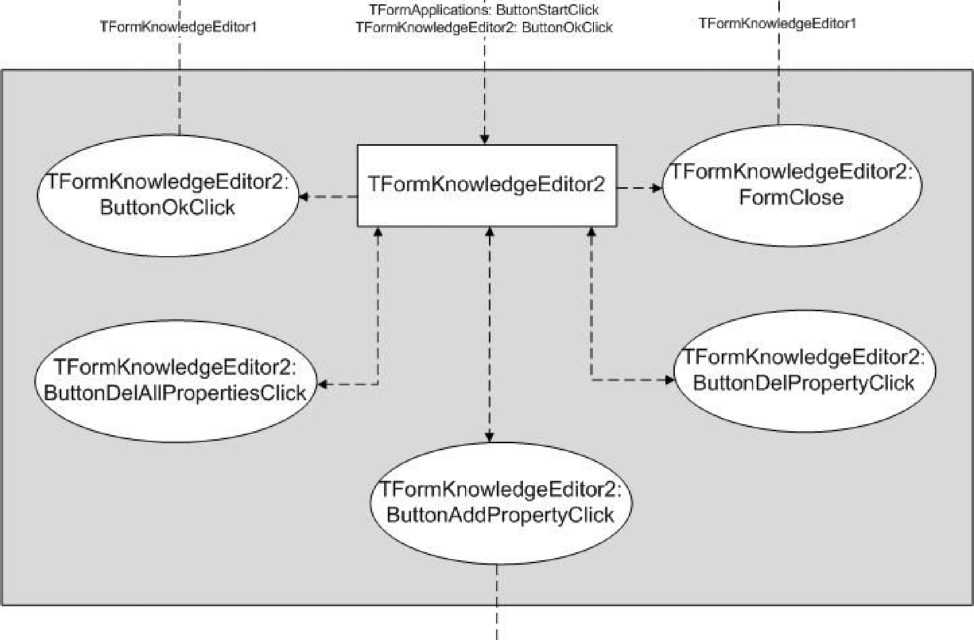 TFormKnowledgeEditor1
TFormApplications: ButtonStartClick
TFormKnowledgeEditor2: ButtonOkClick
TFormKnowledgeEditor1
TFormKnowledgeEditor2:
ButtonOkClick
TFormKnowledgeEditor2
TFormKnowledgeEditor2:
FormClose
TFormKnowledgeEditor2:
ButtonDelAllPropertiesClick
TFormKnowledgeEditor2:
ButtonDelPropertyClick
TFormKnowledgeEditor2:
ButtonAddPropertyClick